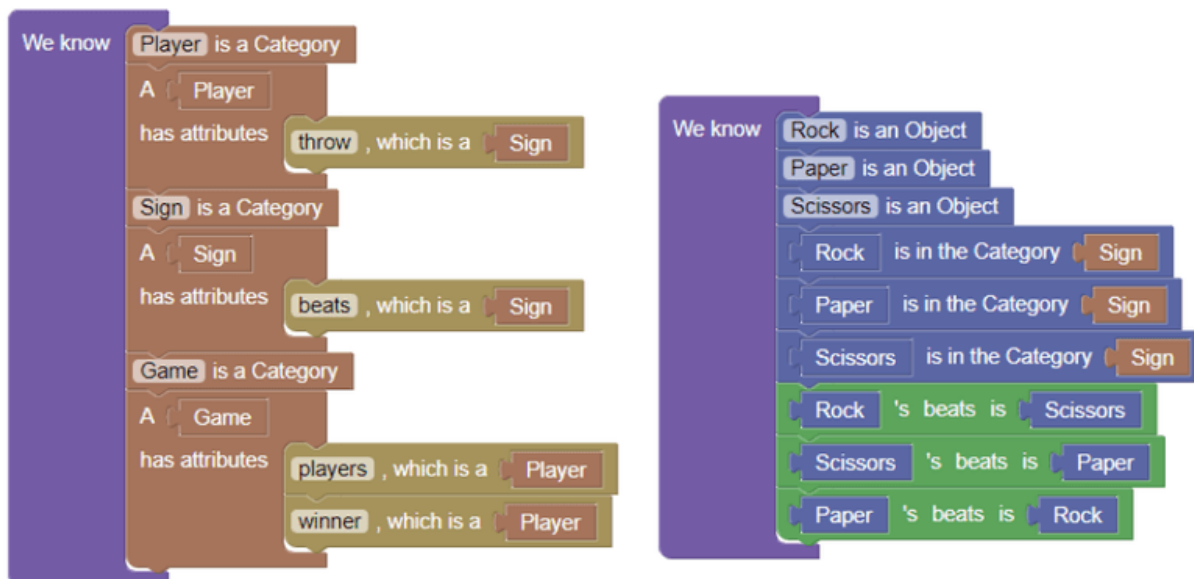 We know Player is a Category
A Player
has attributes
throw , which is a Sign
Sign is a Category
A Sign
has attributes
beats , which is a Sign
Game is a Category
A Game
has attributes
players , which is a Player
winner , which is a Player
We know Rock is an Object
Paper is an Object
Scissors is an Object
Rock is in the Category Sign
Paper is in the Category Sign
Scissors is in the Category Sign
Rock 's beats is Scissors
Scissors 's beats is Paper
Paper 's beats is Rock